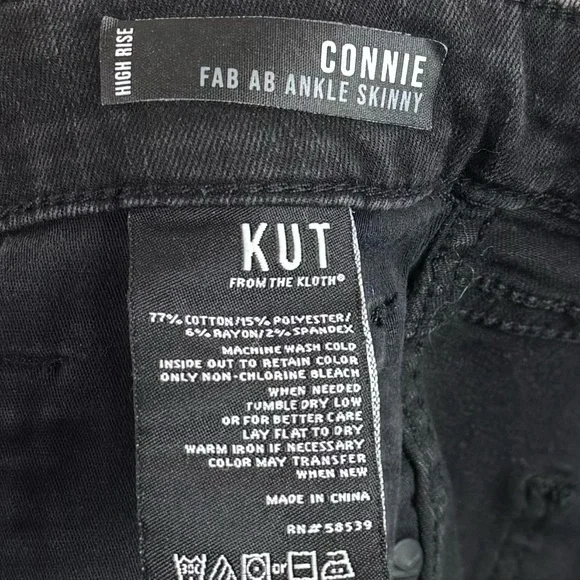 HIGH RISE
CONNIE
FAB AB ANKLE SKINNY
KUT
FROM THE KLOTH®
77% COTTON/15% POLYESTER/
6% RAYON/2% SPANDEX
MACHINE WASH COLD
INSIDE OUT TO RETAIN COLOR
ONLY NON-CHLORINE BLEACH
WHEN NEEDED
TUMBLE DRY LOW
OR FOR BETTER CARE
LAY FLAT TO DRY
WARM IRON IF NECESSARY
COLOR MAY TRANSFER
WHEN NEW
MADE IN CHINA
RN# 58539
or